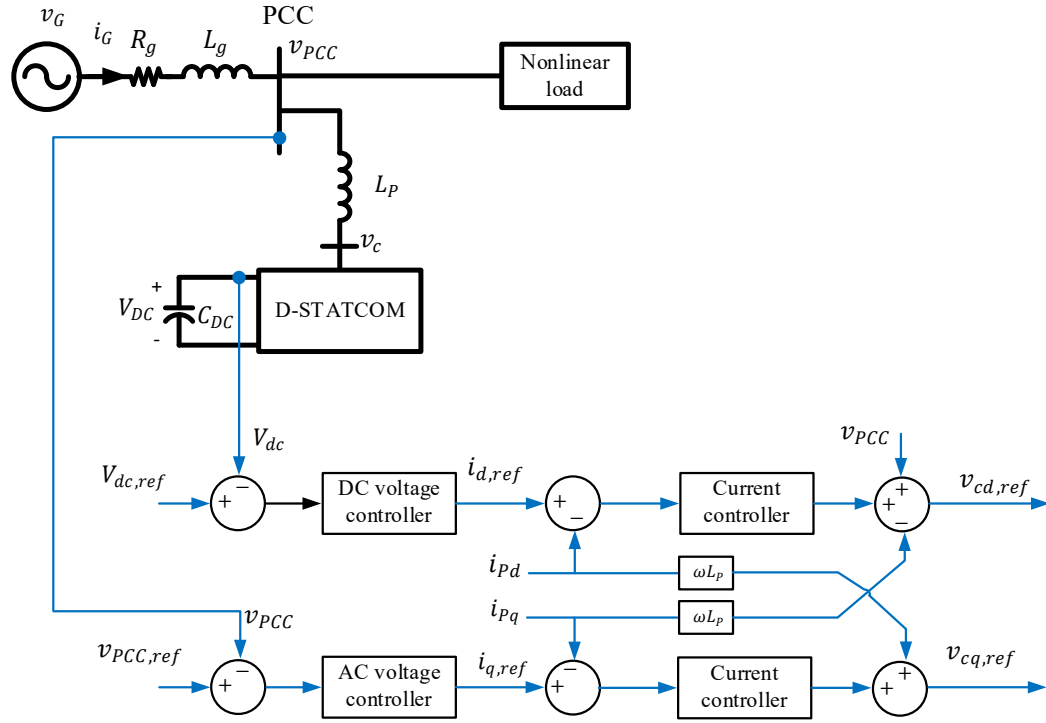 v_G
PCC
i_G
R_g
L_g
v_PCC
Nonlinear
load
L_P
v_c
+
V_DC
C_DC
-
D-STATCOM
V_dc
v_PCC
V_dc,ref
+ −
DC voltage
controller
i_d,ref
+ −
Current
controller
+ + −
v_cd,ref
i_Pd
ωL_P
i_Pq
ωL_P
v_PCC
v_PCC,ref
+ −
AC voltage
controller
i_q,ref
+ −
Current
controller
+ +
v_cq,ref